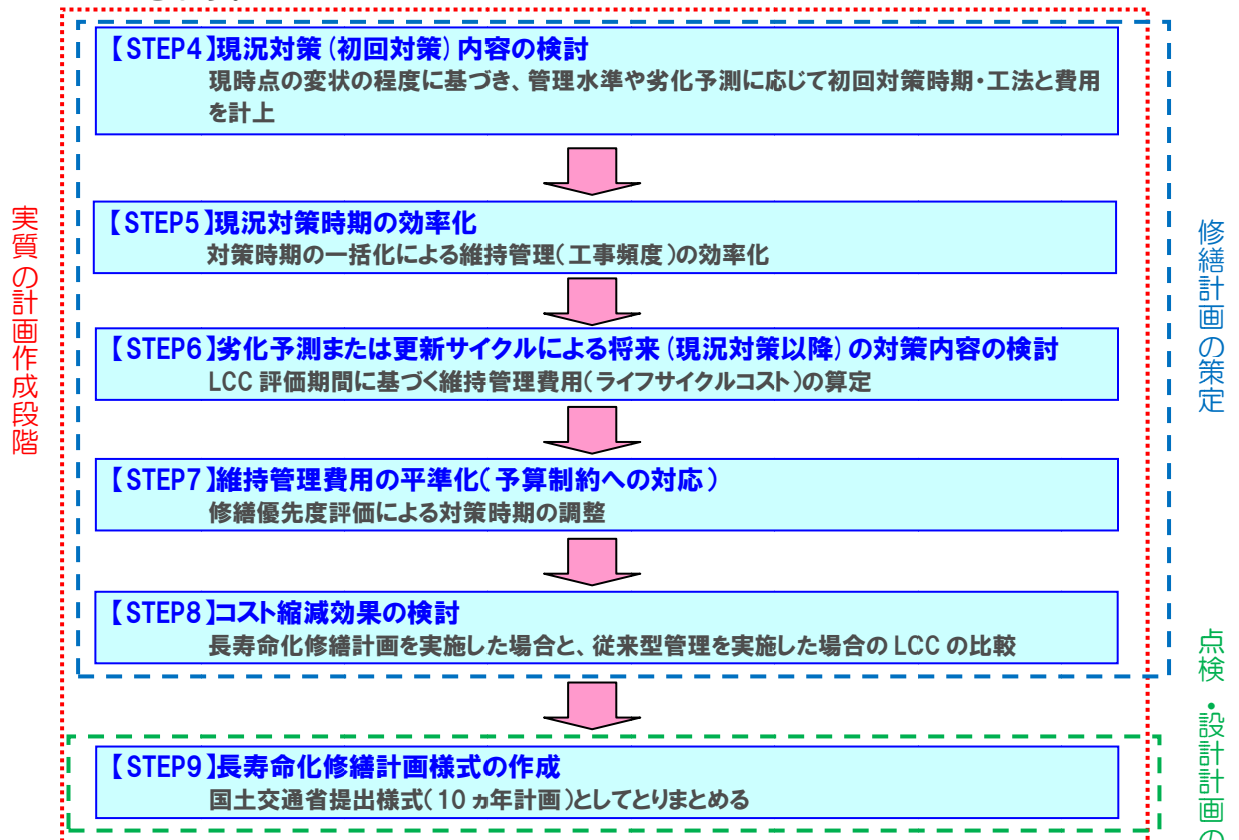 【STEP4】現況対策(初回対策)内容の検討
現時点の変状の程度に基づき、管理水準や劣化予測に応じて初回対策時期・工法と費用
を計上
【STEP5】現況対策時期の効率化
対策時期の一括化による維持管理(工事頻度)の効率化
【STEP6】劣化予測または更新サイクルによる将来(現況対策以降)の対策内容の検討
LCC 評価期間に基づく維持管理費用(ライフサイクルコスト)の算定
【STEP7】維持管理費用の平準化(予算制約への対応)
修繕優先度評価による対策時期の調整
【STEP8】コスト縮減効果の検討
長寿命化修繕計画を実施した場合と、従来型管理を実施した場合の LCC の比較
【STEP9】長寿命化修繕計画様式の作成
国土交通省提出様式(10ヵ年計画)としてとりまとめる
実質の計画作成段階
修繕計画の策定
点検・設計計画の